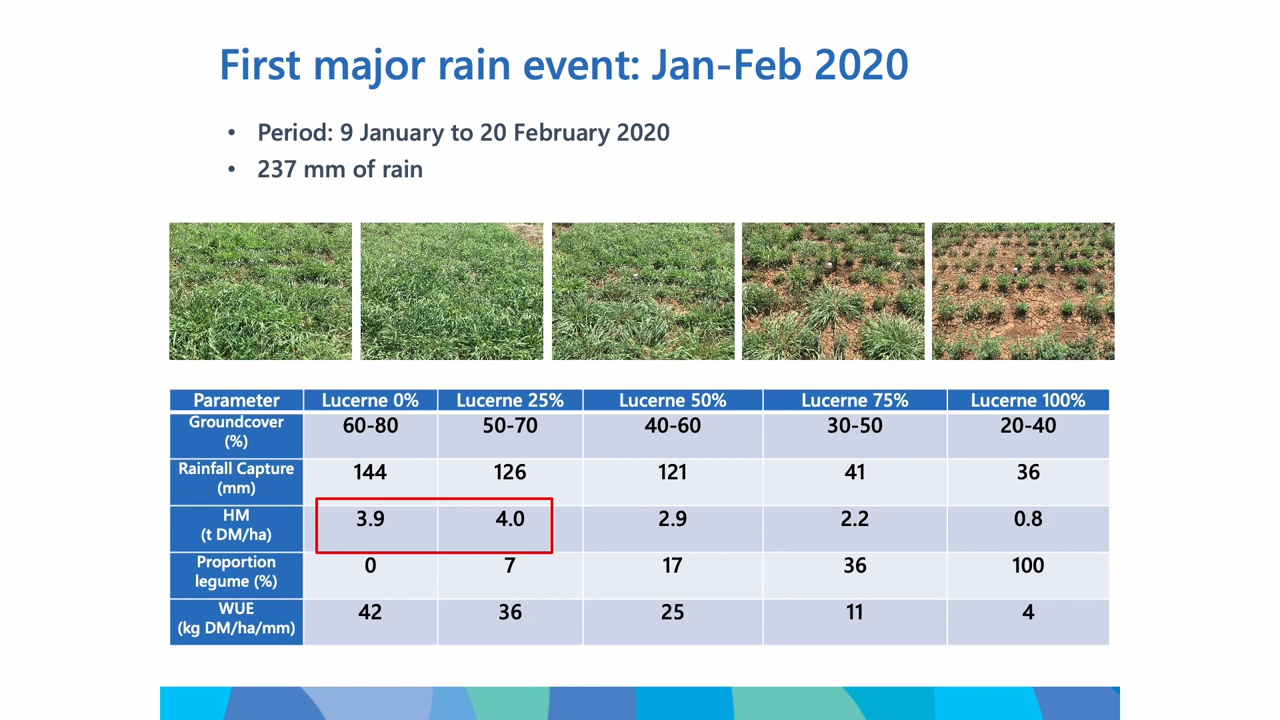 First major rain event: Jan-Feb 2020
• Period: 9 January to 20 February 2020
• 237 mm of rain
Parameter Lucerne 0% Lucerne 25% Lucerne 50% Lucerne 75% Lucerne 100%
Groundcover (%) 60-80 50-70 40-60 30-50 20-40
Rainfall Capture (mm) 144 126 121 41 36
HM (t DM/ha) 3.9 4.0 2.9 2.2 0.8
Proportion legume (%) 0 7 17 36 100
WUE (kg DM/ha/mm) 42 36 25 11 4